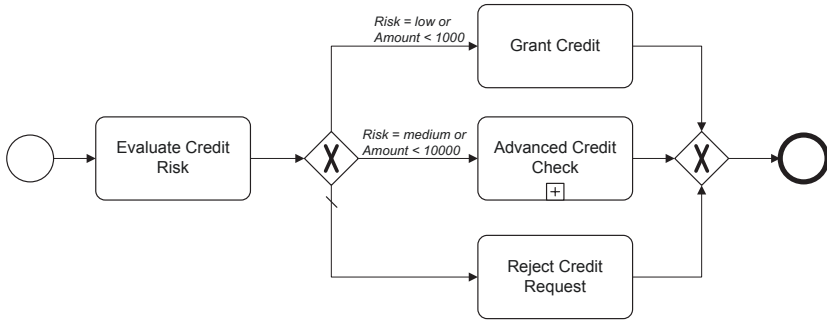 Risk = low or
Amount < 1000
Grant Credit
Evaluate Credit
Risk
X
Risk = medium or
Amount < 10000
Advanced Credit
Check
+
X
Reject Credit
Request